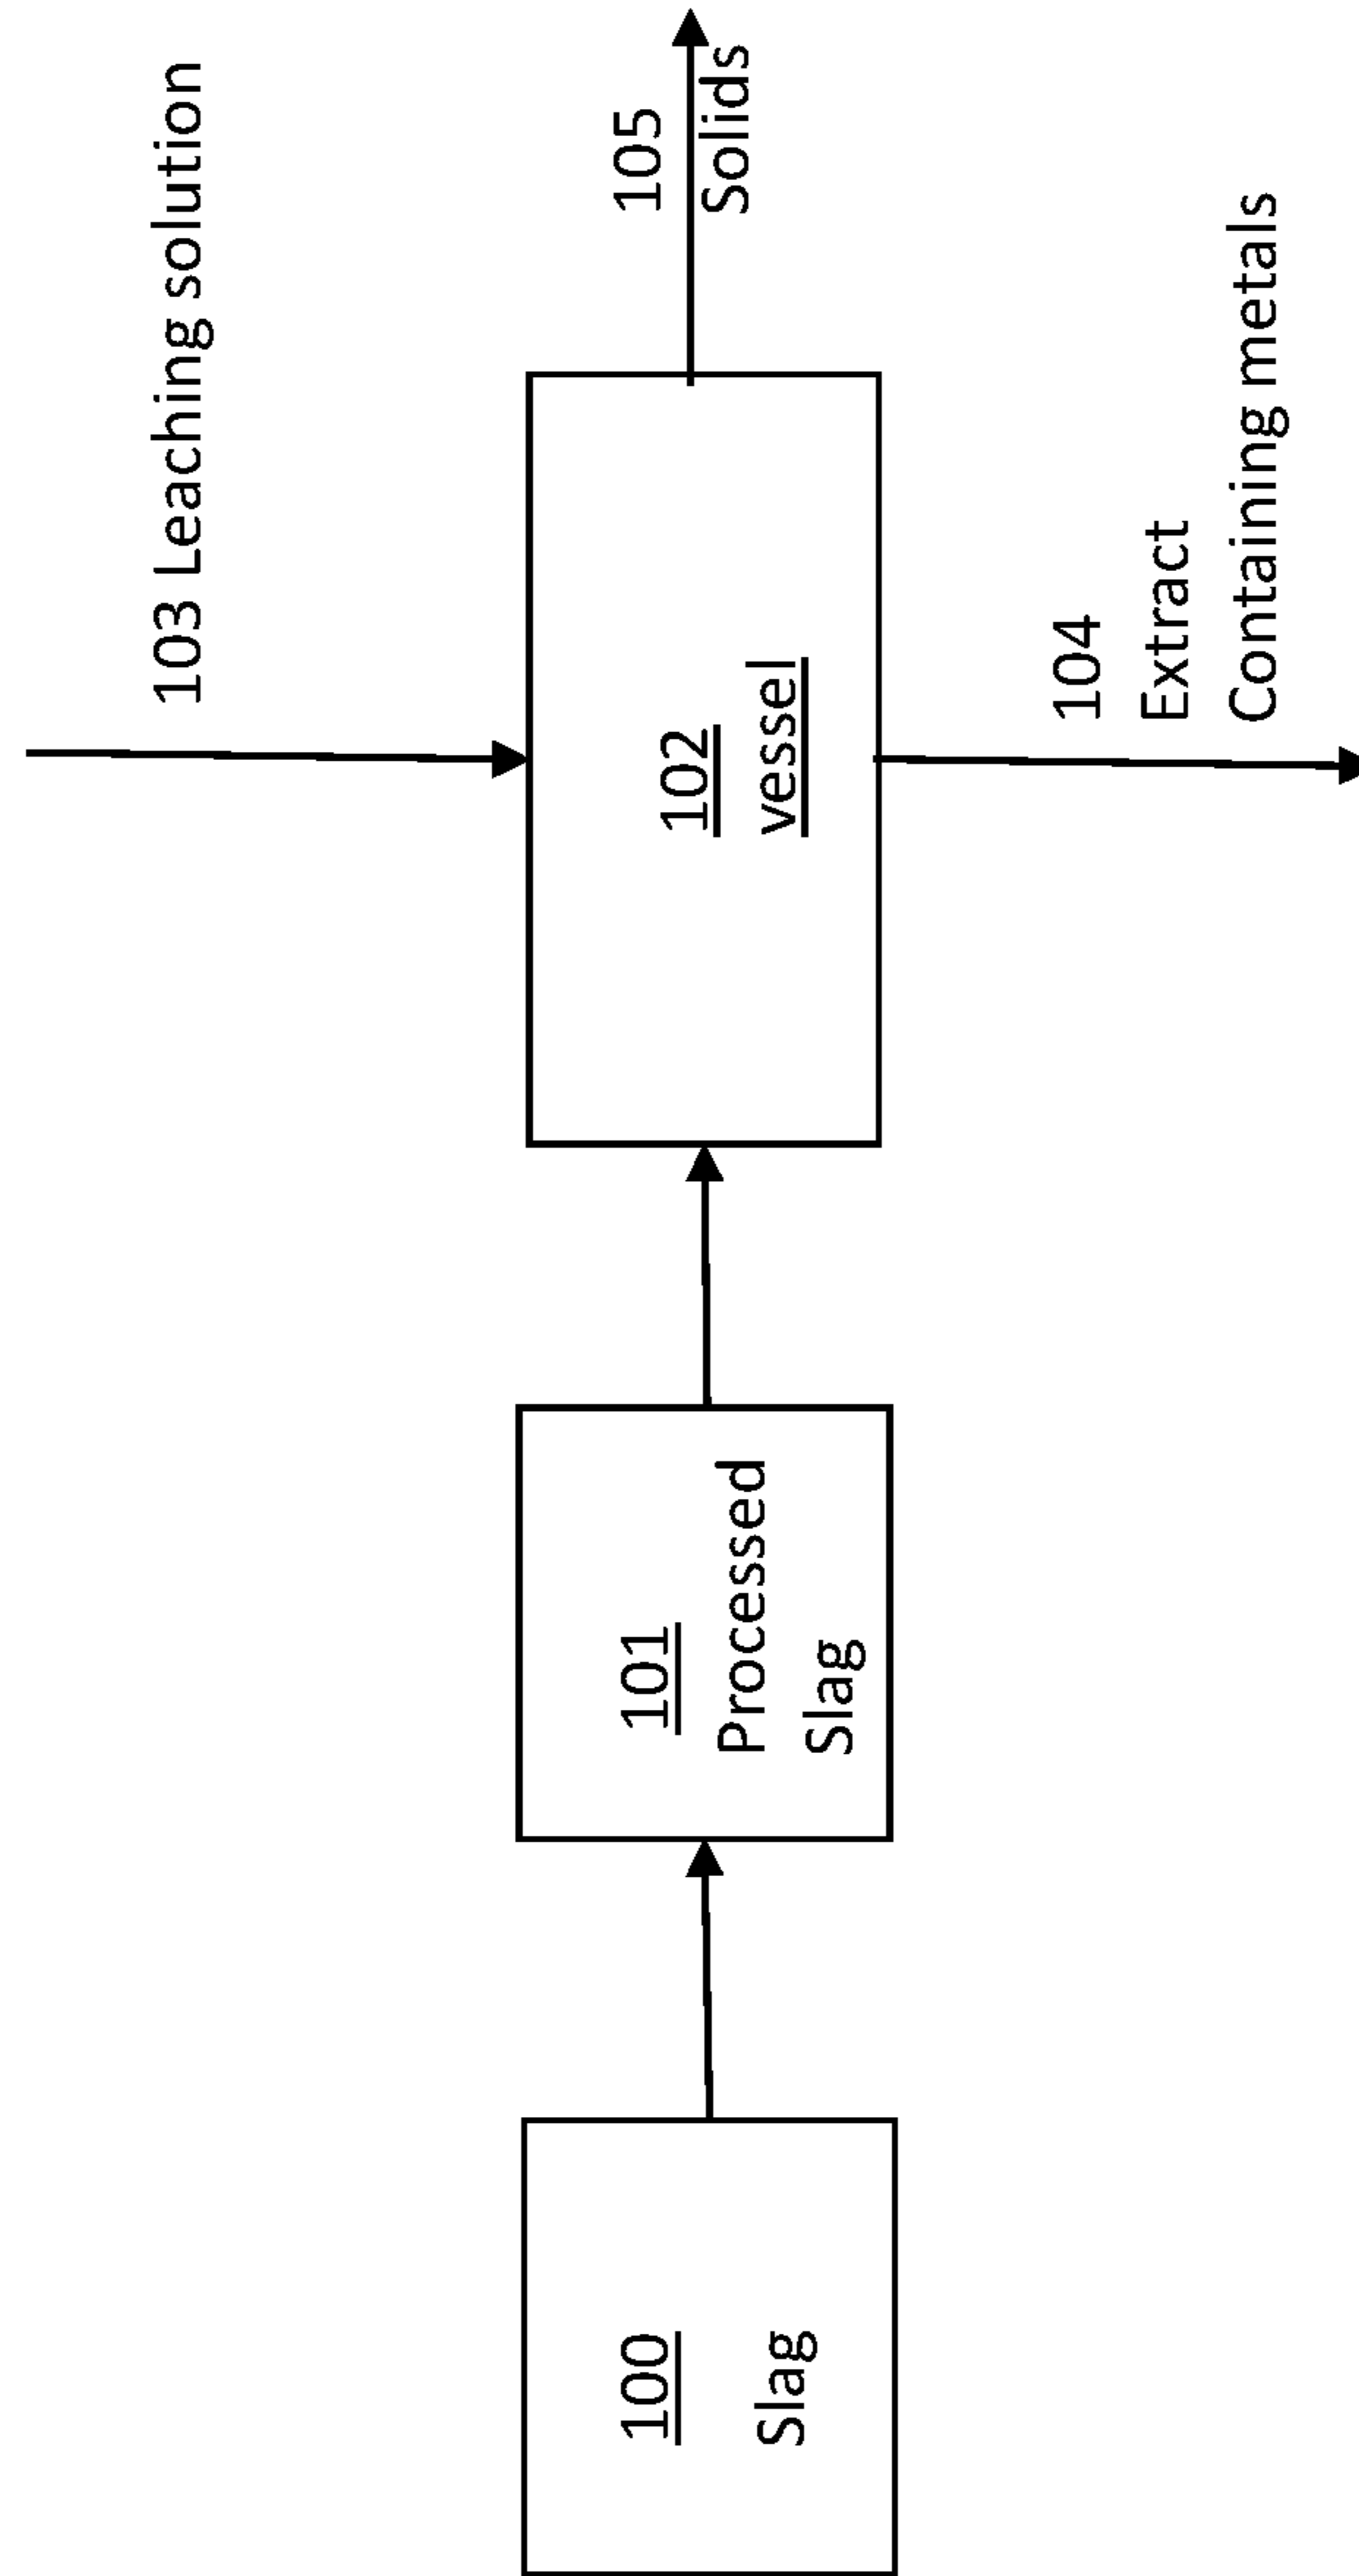 100
Slag
101
Processed
Slag
102
vessel
103 Leaching solution
104
Extract
Containing metals
105
Solids